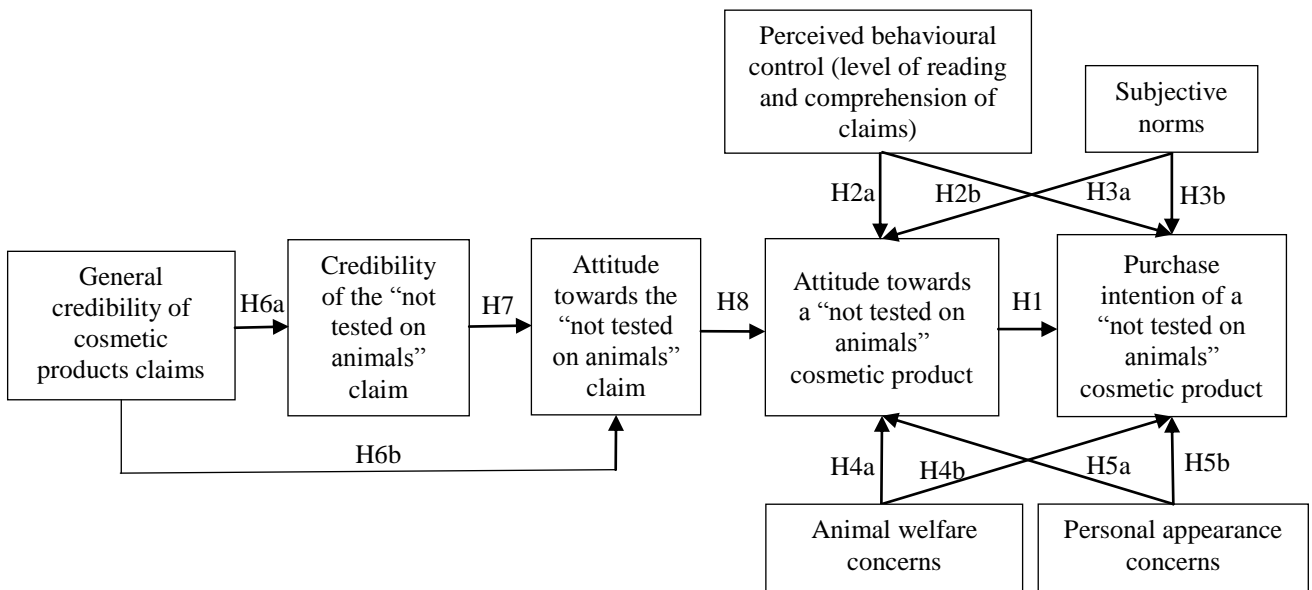 Perceived behavioural
control (level of reading
and comprehension of
claims)
Subjective
norms
H2a
H2b
H3a
H3b
General
credibility of
cosmetic
products claims
H6a
Credibility
of the “not
tested on
animals”
claim
H7
Attitude
towards the
“not tested
on animals”
claim
H8
Attitude towards
a “not tested on
animals”
cosmetic product
H1
Purchase
intention of a
“not tested on
animals”
cosmetic product
H6b
H4a
H4b
H5a
H5b
Animal welfare
concerns
Personal appearance
concerns